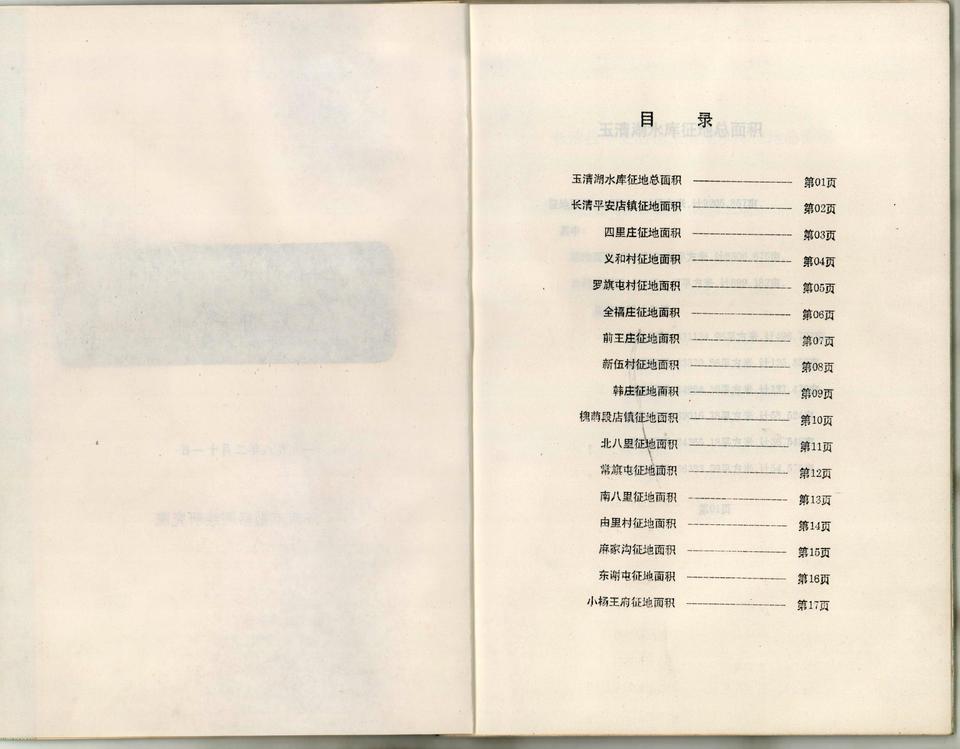 目 录
玉清湖水库征地总面积 ———————— 第01页
长清平安店镇征地面积 ———————— 第02页
四里庄征地面积 ———————— 第03页
义和村征地面积 ———————— 第04页
罗旗屯村征地面积 ———————— 第05页
全福庄征地面积 ———————— 第06页
前王庄征地面积 ———————— 第07页
新伍村征地面积 ———————— 第08页
韩庄征地面积 ———————— 第09页
槐荫段店镇征地面积 ———————— 第10页
北八里征地面积 ———————— 第11页
常旗屯征地面积 ———————— 第12页
南八里征地面积 ———————— 第13页
由里村征地面积 ———————— 第14页
麻家沟征地面积 ———————— 第15页
东谢屯征地面积 ———————— 第16页
小杨王府征地面积 ———————— 第17页